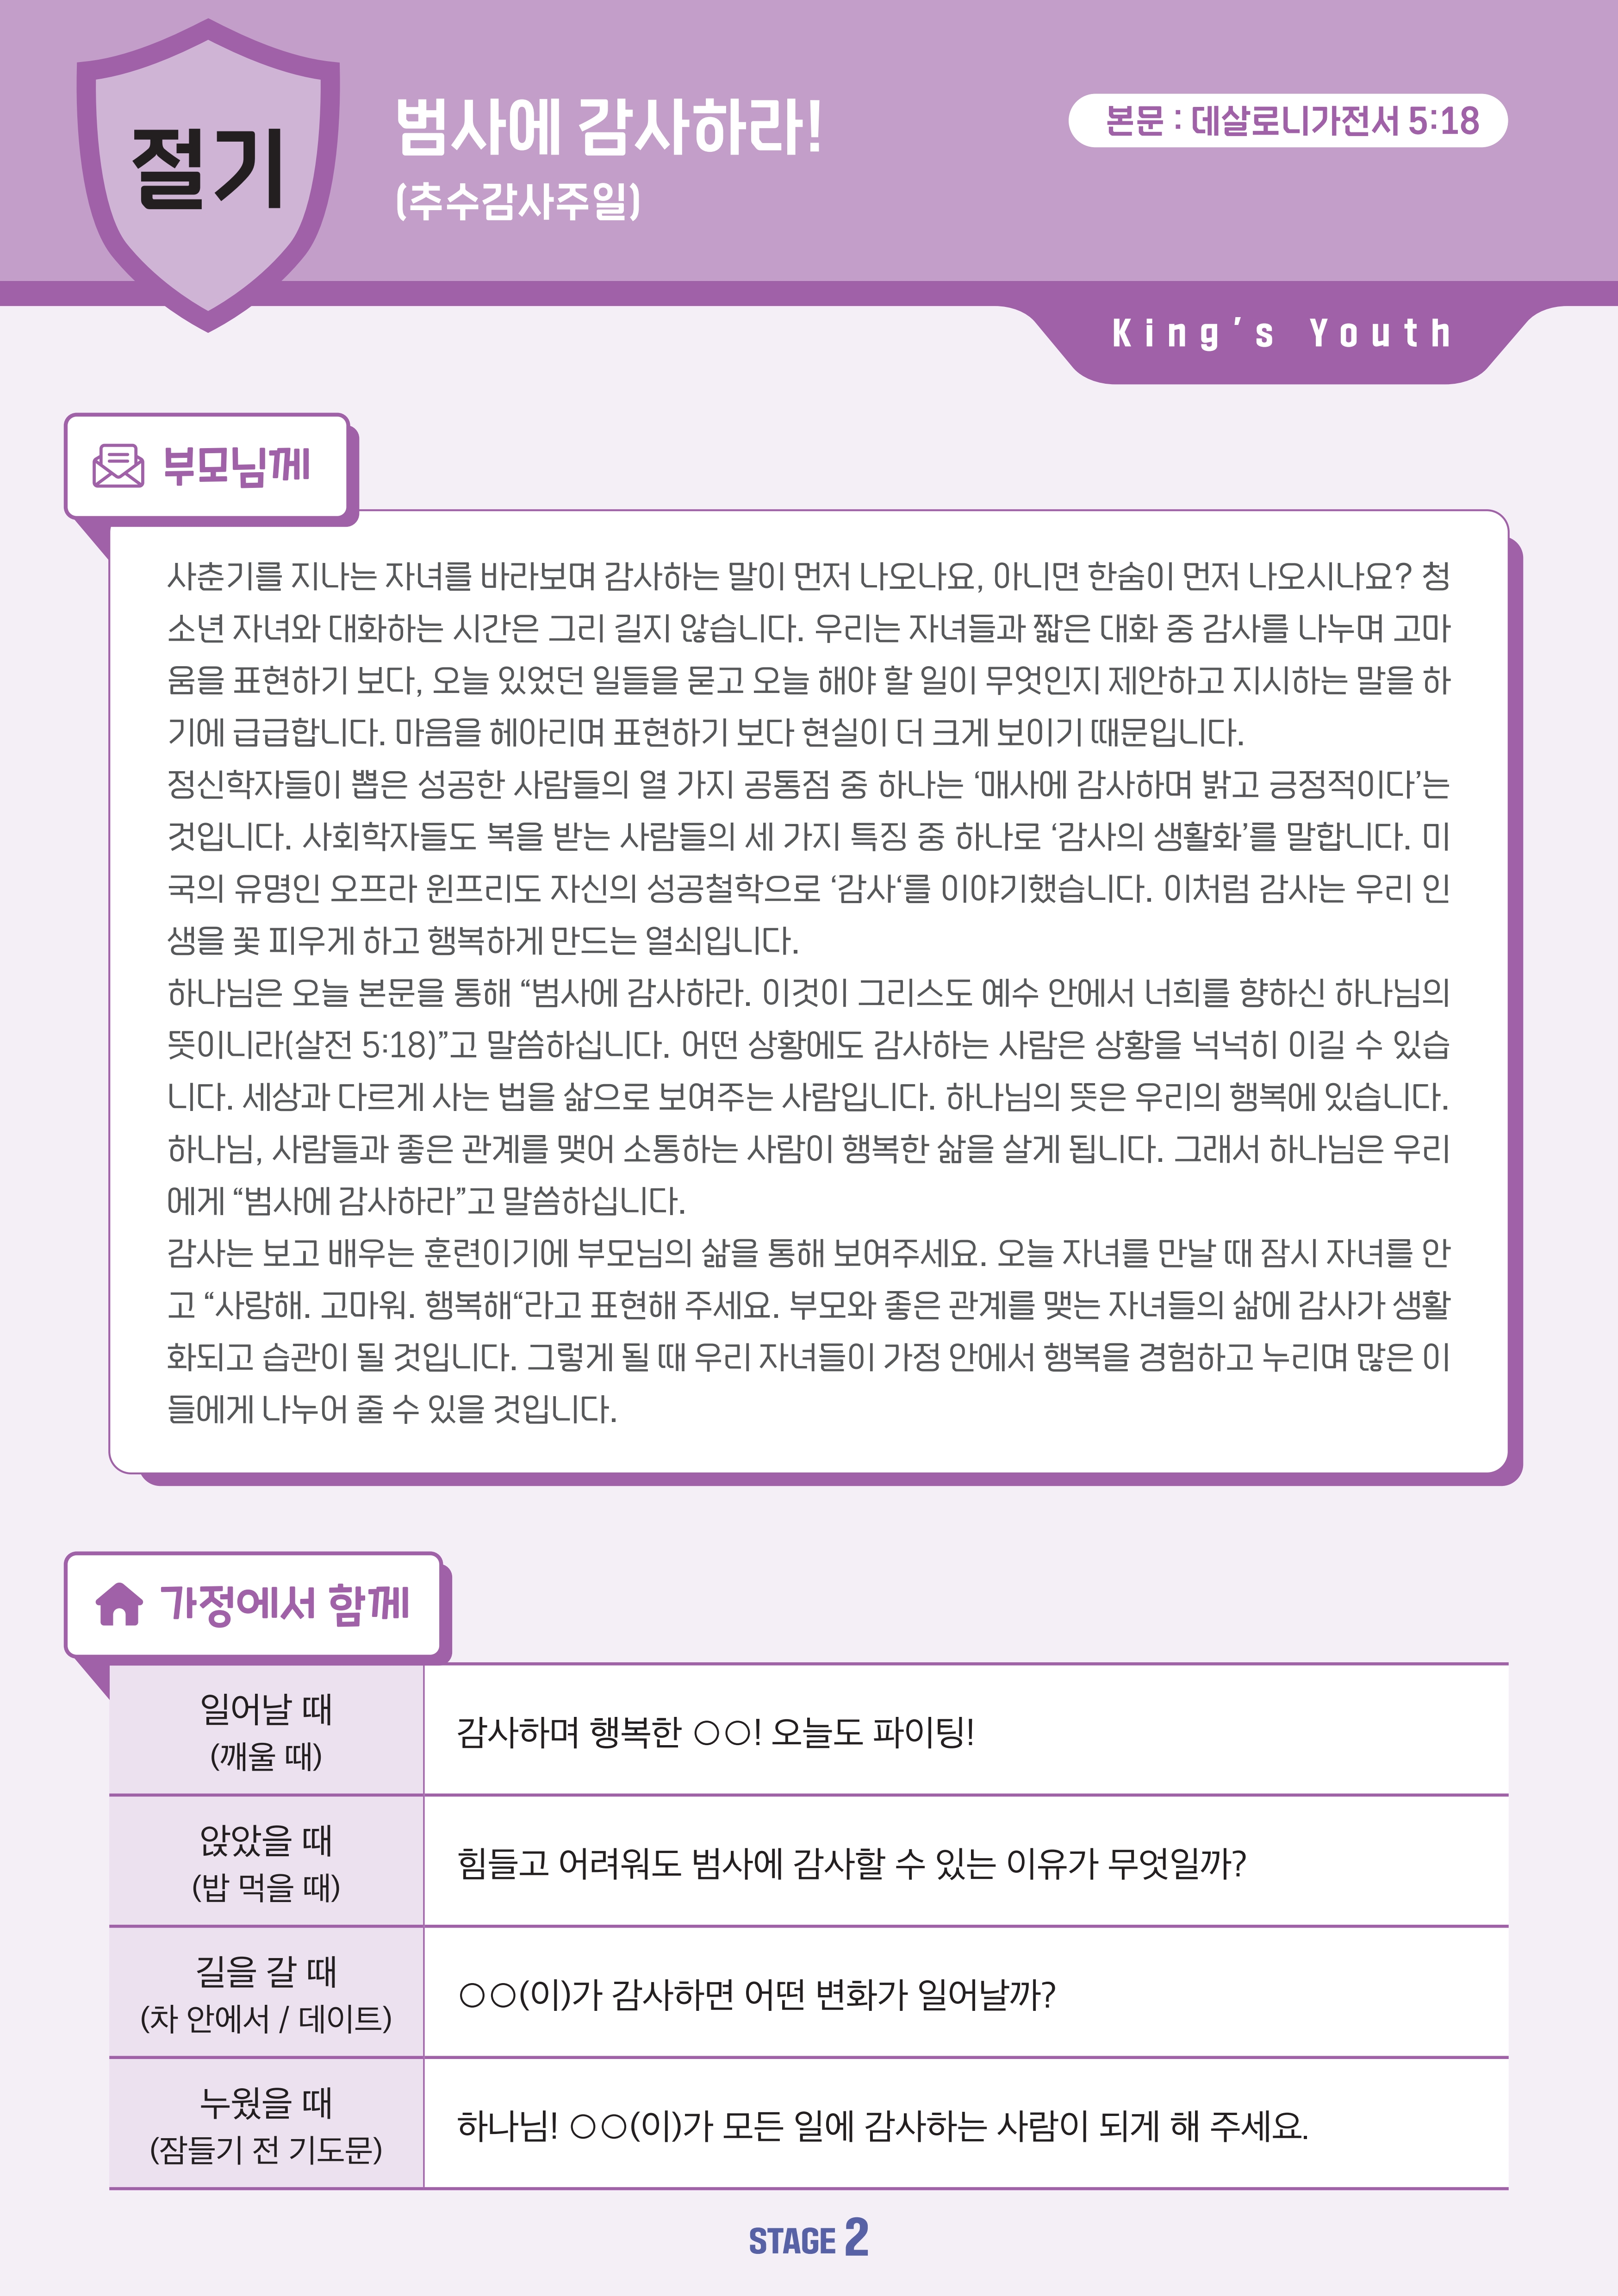 절기
범사에 감사하라!
(추수감사주일)
본문 : 데살로니가전서 5:18
King's Youth
부모님께
사춘기를 지나는 자녀를 바라보며 감사하는 말이 먼저 나오나요, 아니면 한숨이 먼저 나오시나요? 청
소년 자녀와 대화하는 시간은 그리 길지 않습니다. 우리는 자녀들과 짧은 대화 중 감사를 나누며 고마
움을 표현하기 보다, 오늘 있었던 일들을 묻고 오늘 해야 할 일이 무엇인지 제안하고 지시하는 말을 하
기에 급급합니다. 마음을 헤아리며 표현하기 보다 현실이 더 크게 보이기 때문입니다.
정신학자들이 뽑은 성공한 사람들의 열 가지 공통점 중 하나는 ‘매사에 감사하며 밝고 긍정적이다’는
것입니다. 사회학자들도 복을 받는 사람들의 세 가지 특징 중 하나로 ‘감사의 생활화’를 말합니다. 미
국의 유명인 오프라 윈프리도 자신의 성공철학으로 ‘감사‘를 이야기했습니다. 이처럼 감사는 우리 인
생을 꽃 피우게 하고 행복하게 만드는 열쇠입니다.
하나님은 오늘 본문을 통해 “범사에 감사하라. 이것이 그리스도 예수 안에서 너희를 향하신 하나님의
뜻이니라(살전 5:18)”고 말씀하십니다. 어떤 상황에도 감사하는 사람은 상황을 넉넉히 이길 수 있습
니다. 세상과 다르게 사는 법을 삶으로 보여주는 사람입니다. 하나님의 뜻은 우리의 행복에 있습니다.
하나님, 사람들과 좋은 관계를 맺어 소통하는 사람이 행복한 삶을 살게 됩니다. 그래서 하나님은 우리
에게 “범사에 감사하라”고 말씀하십니다.
감사는 보고 배우는 훈련이기에 부모님의 삶을 통해 보여주세요. 오늘 자녀를 만날 때 잠시 자녀를 안
고 “사랑해. 고마워. 행복해“라고 표현해 주세요. 부모와 좋은 관계를 맺는 자녀들의 삶에 감사가 생활
화되고 습관이 될 것입니다. 그렇게 될 때 우리 자녀들이 가정 안에서 행복을 경험하고 누리며 많은 이
들에게 나누어 줄 수 있을 것입니다.
가정에서 함께
일어날 때
(깨울 때)
감사하며 행복한 ○○! 오늘도 파이팅!
앉았을 때
(밥 먹을 때)
힘들고 어려워도 범사에 감사할 수 있는 이유가 무엇일까?
길을 갈 때
(차 안에서 / 데이트)
○○(이)가 감사하면 어떤 변화가 일어날까?
누웠을 때
(잠들기 전 기도문)
하나님! ○○(이)가 모든 일에 감사하는 사람이 되게 해 주세요.
STAGE 2